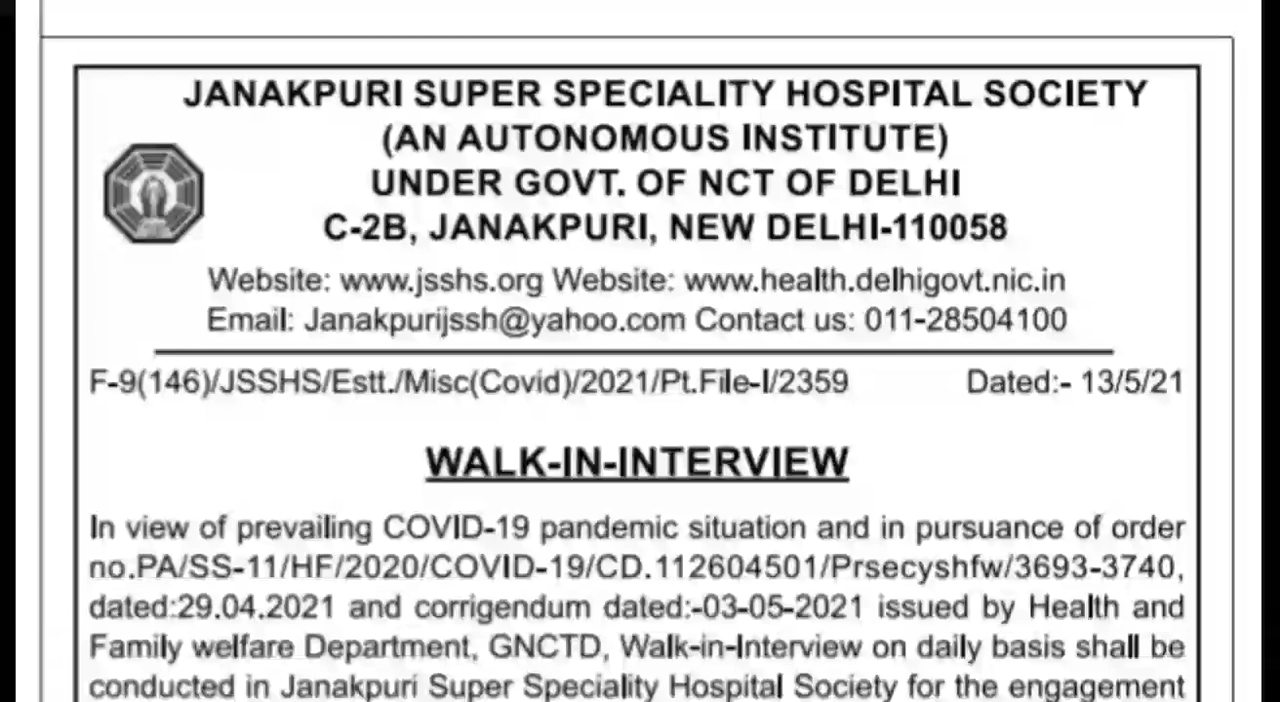 JANAKPURI SUPER SPECIALITY HOSPITAL SOCIETY
(AN AUTONOMOUS INSTITUTE)
UNDER GOVT. OF NCT OF DELHI
C-2B, JANAKPURI, NEW DELHI-110058
Website: www.jsshs.org Website: www.health.delhigovt.nic.in
Email: Janakpurijssh@yahoo.com Contact us: 011-28504100
F-9(146)/JSSHS/Estt./Misc(Covid)/2021/Pt.File-I/2359 Dated:- 13/5/21
WALK-IN-INTERVIEW
In view of prevailing COVID-19 pandemic situation and in pursuance of order
no.PA/SS-11/HF/2020/COVID-19/CD.112604501/Prsecyshfw/3693-3740,
dated:29.04.2021 and corrigendum dated:-03-05-2021 issued by Health and
Family welfare Department, GNCTD, Walk-in-Interview on daily basis shall be
conducted in Janakpuri Super Speciality Hospital Society for the engagement